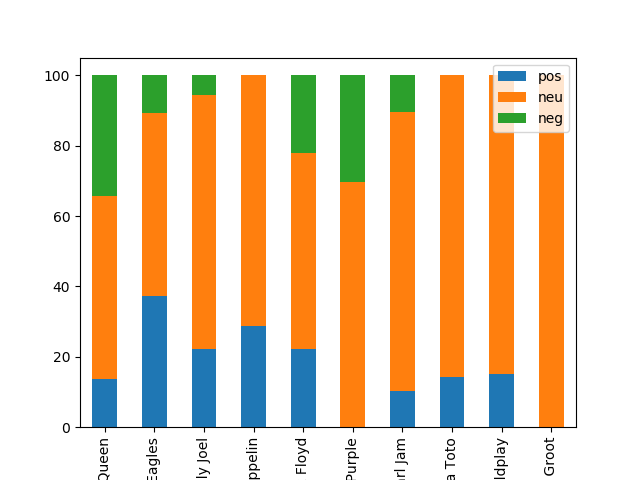 100
80
60
40
20
0
pos
neu
neg
Queen
Eagles
ly Joel
ppelin
Floyd
Purple
arl Jam
a Toto
ldplay
Groot